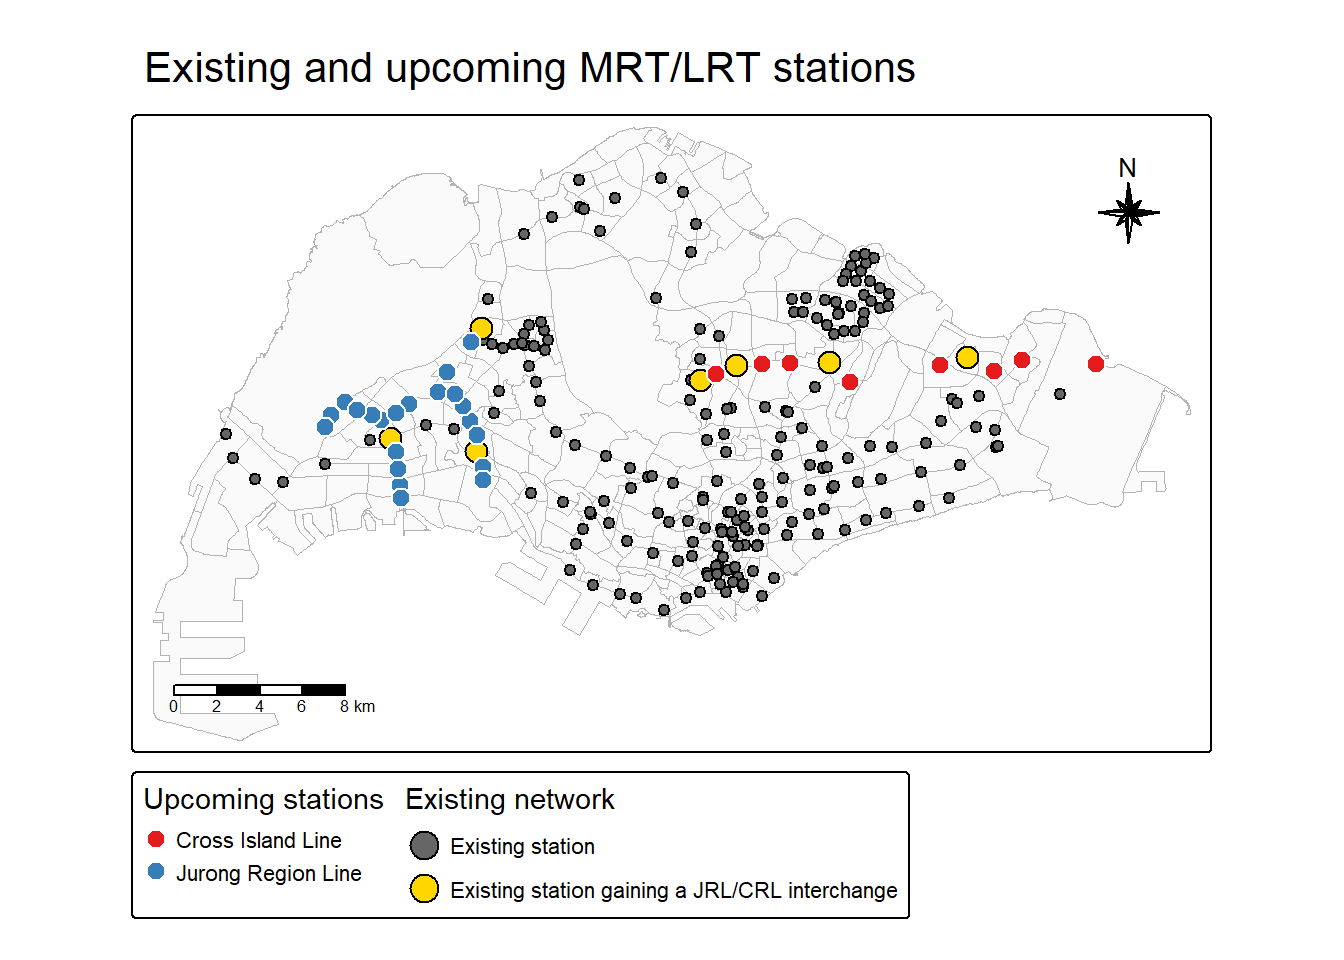 Existing and upcoming MRT/LRT stations
N
0 2 4 6 8 km
Upcoming stations
Cross Island Line
Jurong Region Line
Existing network
Existing station
Existing station gaining a JRL/CRL interchange